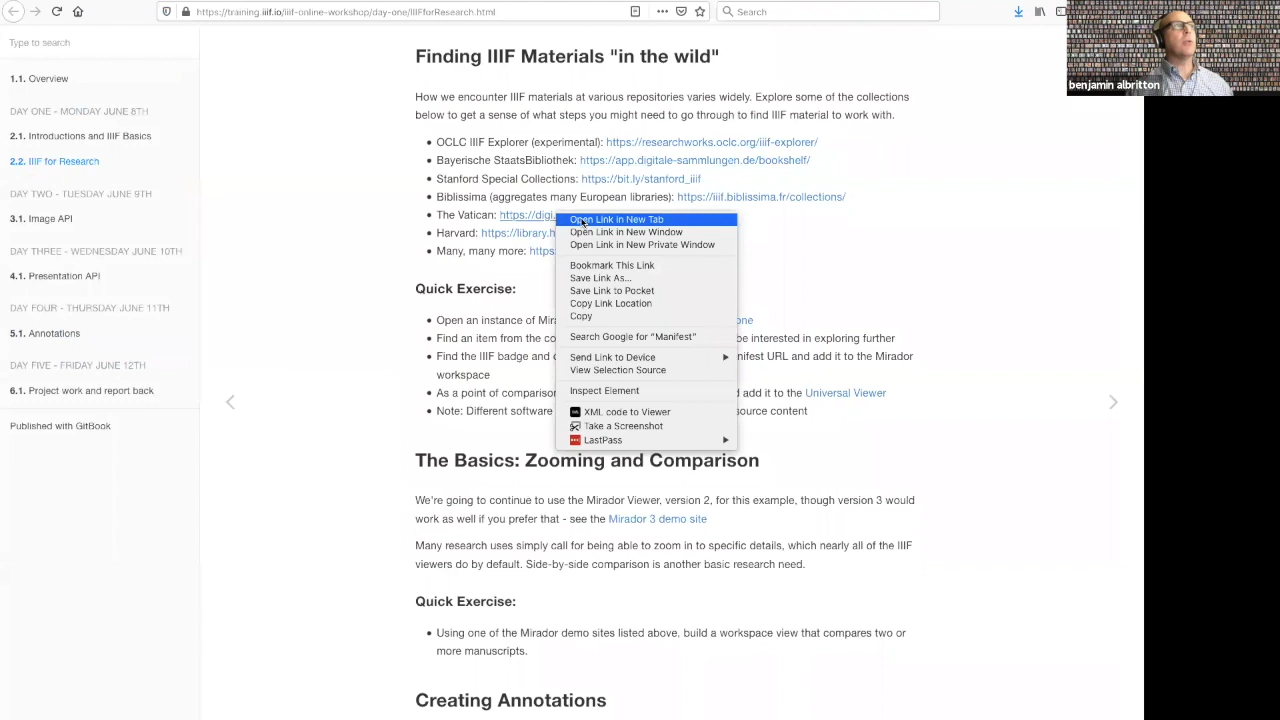 https://training.iiif.io/iiif-online-workshop/day-one/IIIFforResearch.html
Search
benjamin albritton
Type to search
1.1. Overview
DAY ONE - MONDAY JUNE 8TH
2.1. Introductions and IIIF Basics
2.2. IIIF for Research
DAY TWO - TUESDAY JUNE 9TH
3.1. Image API
DAY THREE - WEDNESDAY JUNE 10TH
4.1. Presentation API
DAY FOUR - THURSDAY JUNE 11TH
5.1. Annotations
DAY FIVE - FRIDAY JUNE 12TH
6.1. Project work and report back
Published with GitBook
Finding IIIF Materials "in the wild"
How we encounter IIIF materials at various repositories varies widely. Explore some of the collections
below to get a sense of what steps you might need to go through to find IIIF material to work with.
• OCLC IIIF Explorer (experimental): https://researchworks.oclc.org/iiif-explorer/
• Bayerische StaatsBibliothek: https://app.digitale-sammlungen.de/bookshelf/
• Stanford Special Collections: https://bit.ly/stanford_iiif
• Biblissima (aggregates many European libraries): https://iiif.biblissima.fr/collections/
• The Vatican: https://digi.
• Harvard: https://library.h
• Many, many more: https
Open Link in New Tab
Open Link in New Window
Open Link in New Private Window
Bookmark This Link
Save Link As...
Save Link to Pocket
Copy Link Location
Copy
Search Google for “Manifest”
Send Link to Device
View Selection Source
Inspect Element
XML code to Viewer
Take a Screenshot
LastPass
Quick Exercise:
• Open an instance of Mira one
• Find an item from the co be interested in exploring further
• Find the IIIF badge and nifest URL and add it to the Mirador
workspace
• As a point of comparison d add it to the Universal Viewer
• Note: Different software source content
The Basics: Zooming and Comparison
We're going to continue to use the Mirador Viewer, version 2, for this example, though version 3 would
work as well if you prefer that - see the Mirador 3 demo site
Many research uses simply call for being able to zoom in to specific details, which nearly all of the IIIF
viewers do by default. Side-by-side comparison is another basic research need.
Quick Exercise:
• Using one of the Mirador demo sites listed above, build a workspace view that compares two or
more manuscripts.
Creating Annotations